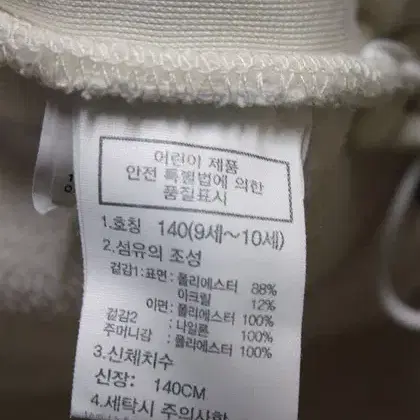 어린이 제품
안전 특별법에 의한
품질표시
1.호칭 140(9세~10세)
2.섬유의 조성
겉감1: 표면: 폴리에스터 88%
아크릴 12%
이면: 폴리에스터 100%
겉감2 : 나일론 100%
주머니감 : 폴리에스터 100%
3.신체치수
신장: 140CM
4.세탁시 주의사항